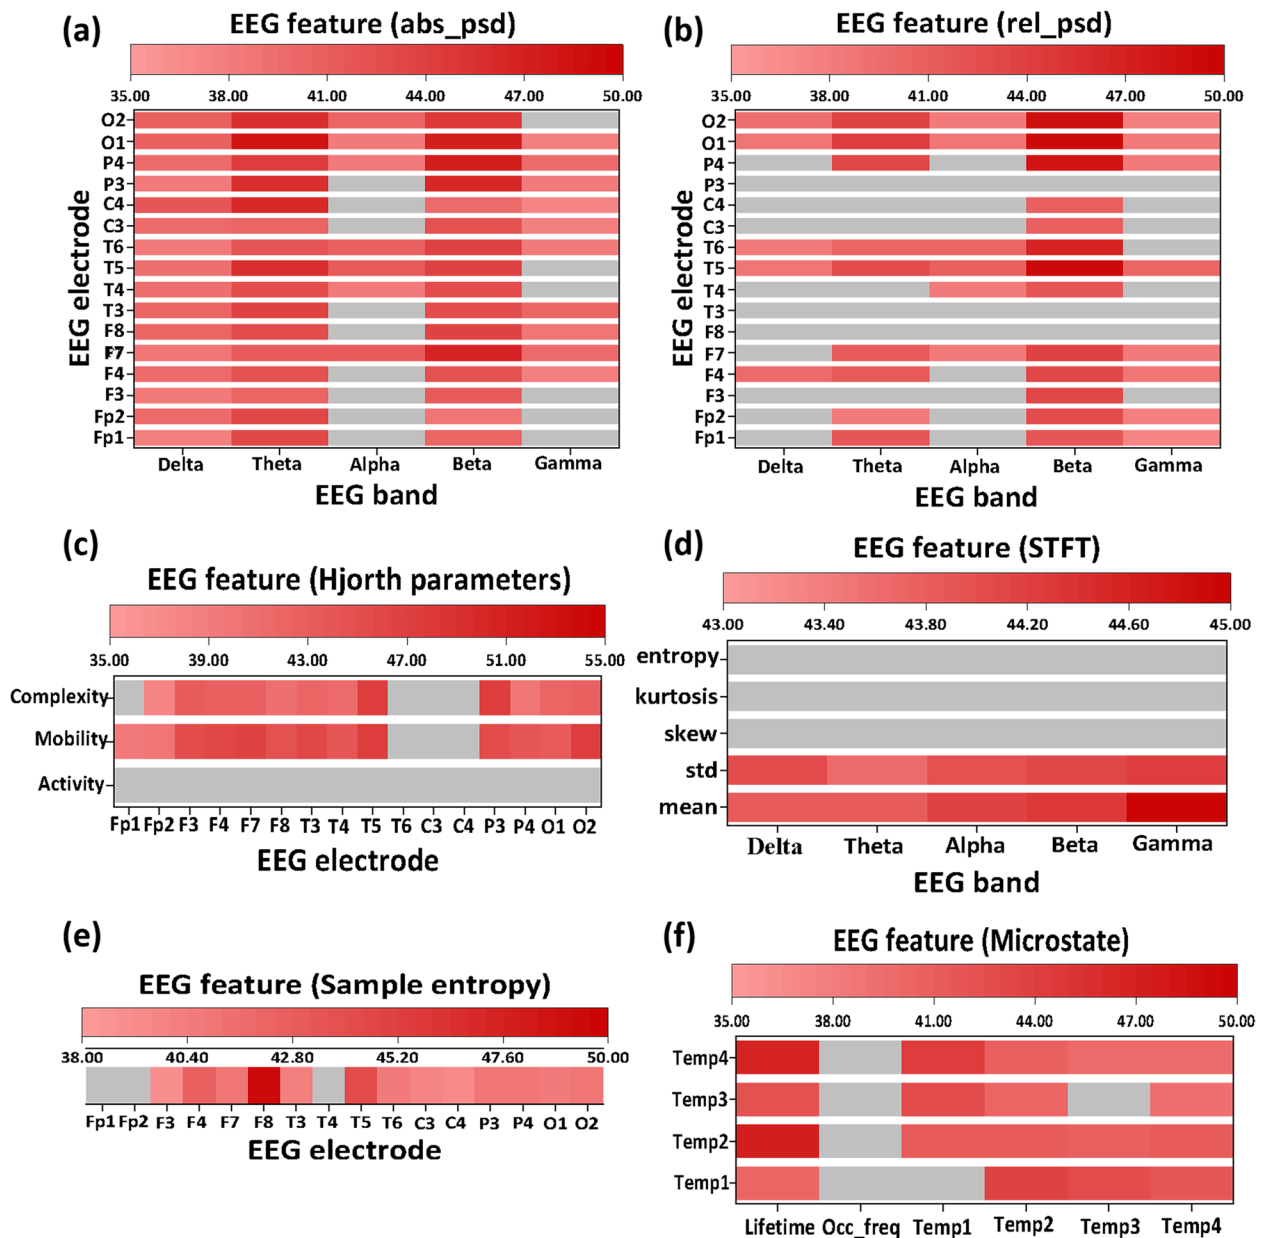 (a)
EEG feature (abs_psd)
35.00 38.00 41.00 44.00 47.00 50.00
EEG electrode
O2
O1
P4
P3
C4
C3
T6
T5
T4
T3
F8
F7
F4
F3
Fp2
Fp1
Delta Theta Alpha Beta Gamma
EEG band
(b)
EEG feature (rel_psd)
35.00 38.00 41.00 44.00 47.00 50.00
EEG electrode
O2
O1
P4
P3
C4
C3
T6
T5
T4
T3
F8
F7
F4
F3
Fp2
Fp1
Delta Theta Alpha Beta Gamma
EEG band
(c)
EEG feature (Hjorth parameters)
35.00 39.00 43.00 47.00 51.00 55.00
Complexity
Mobility
Activity
Fp1 Fp2 F3 F4 F7 F8 T3 T4 T5 T6 C3 C4 P3 P4 O1 O2
EEG electrode
(d)
EEG feature (STFT)
43.00 43.40 43.80 44.20 44.60 45.00
entropy
kurtosis
skew
std
mean
Delta Theta Alpha Beta Gamma
EEG band
(e)
EEG feature (Sample entropy)
38.00 40.40 42.80 45.20 47.60 50.00
Fp1 Fp2 F3 F4 F7 F8 T3 T4 T5 T6 C3 C4 P3 P4 O1 O2
EEG electrode
(f)
EEG feature (Microstate)
35.00 38.00 41.00 44.00 47.00 50.00
Temp4
Temp3
Temp2
Temp1
Lifetime Occ_freq Temp1 Temp2 Temp3 Temp4